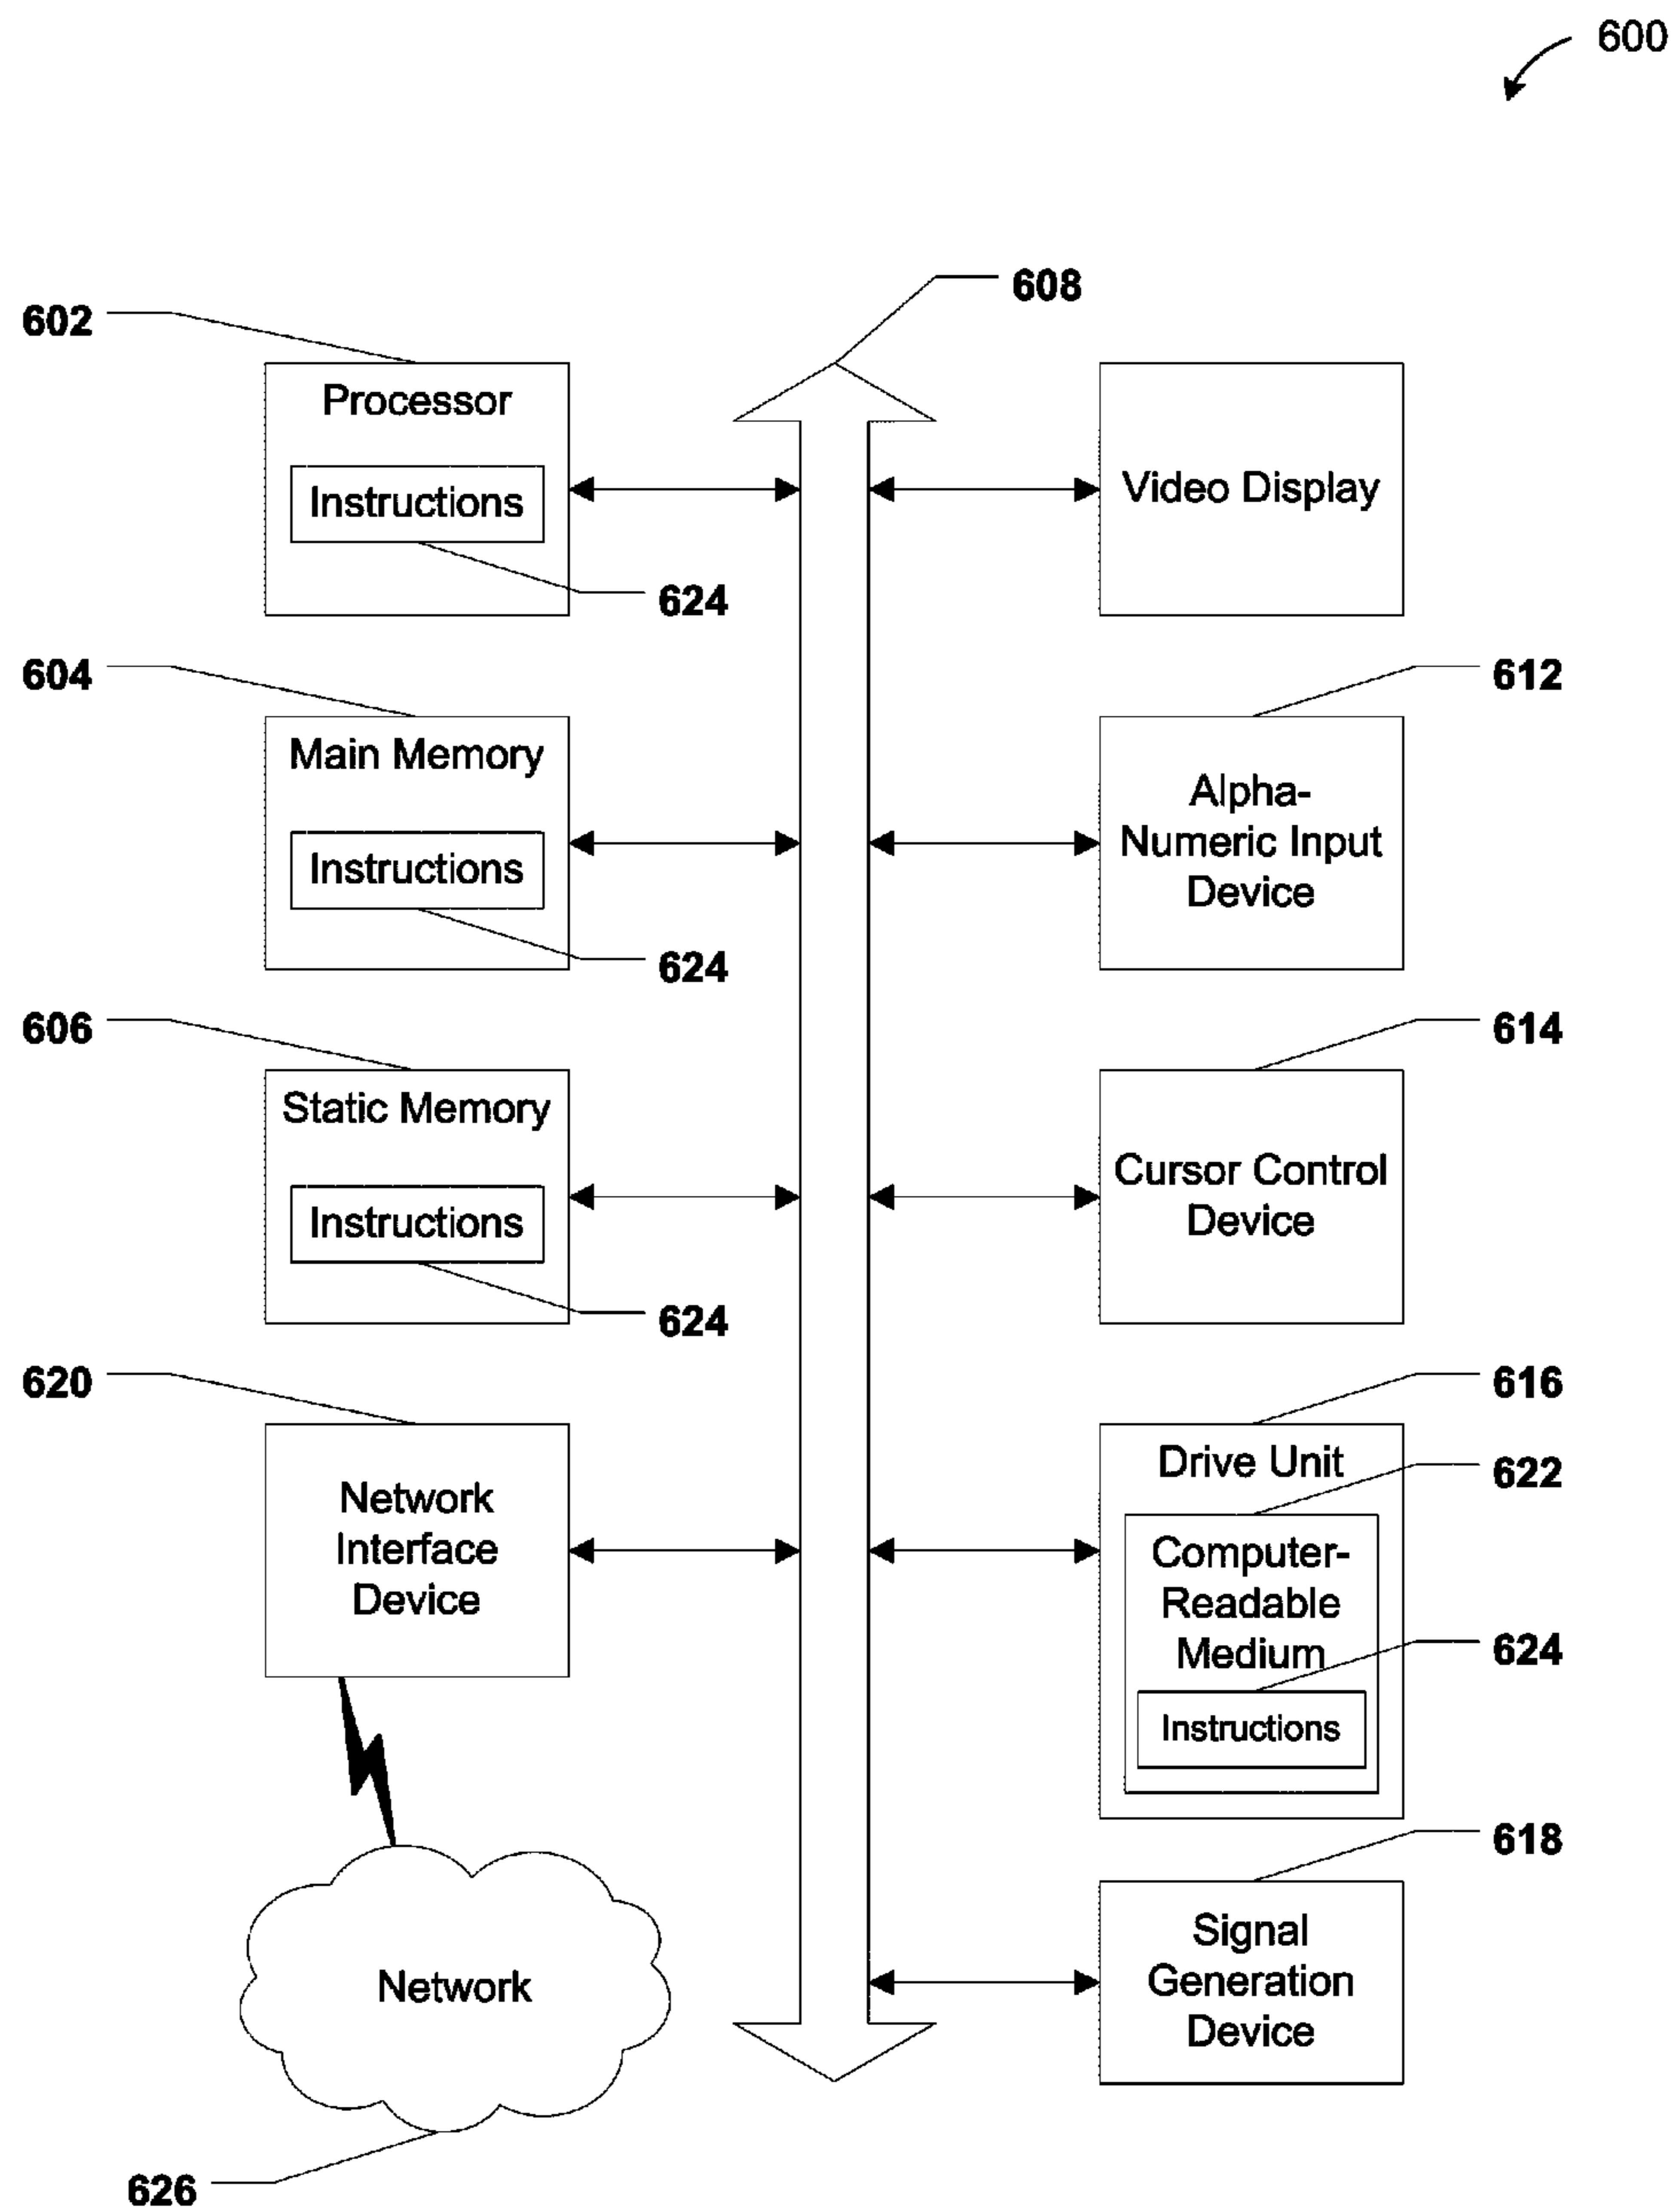 600
608
602
Processor
Instructions
624
Video Display
604
Main Memory
Instructions
624
612
Alpha-
Numeric Input
Device
606
Static Memory
Instructions
624
614
Cursor Control
Device
620
Network
Interface
Device
616
Drive Unit
622
Computer-
Readable
Medium
624
Instructions
618
Signal
Generation
Device
Network
626